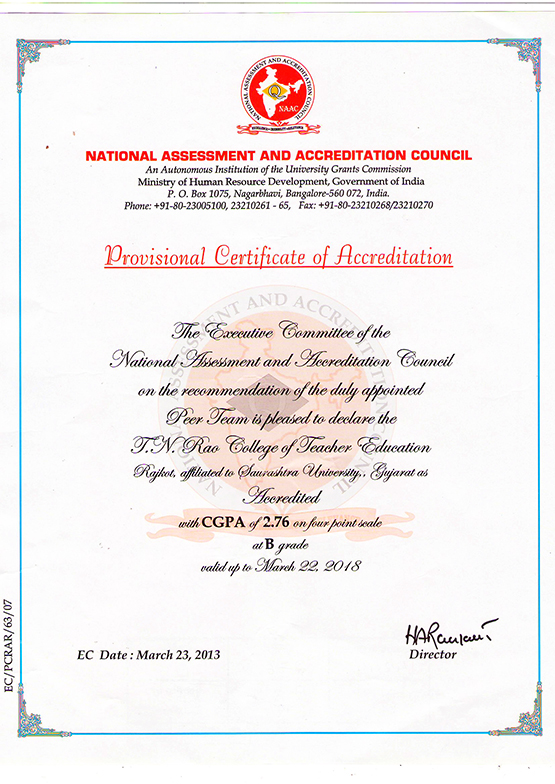 NATIONAL ASSESSMENT AND ACCREDITATION COUNCIL
NAAC
NATIONAL ASSESSMENT AND ACCREDITATION COUNCIL
An Autonomous Institution of the University Grants Commission
Ministry of Human Resource Development, Government of India
P. O. Box 1075, Nagarbhavi, Bangalore-560 072, India.
Phone: +91-80-23005100, 23210261 - 65, Fax: +91-80-23210268/23210270
Provisional Certificate of Accreditation
The Executive Committee of the
National Assessment and Accreditation Council
on the recommendation of the duly appointed
Peer Team is pleased to declare the
T.N. Rao College of Teacher Education
Rajkot, affiliated to Saurashtra University,, Gujarat as
Accredited
with CGPA of 2.76 on four point scale
at B grade
valid up to March 22, 2018
EC Date : March 23, 2013
Director
EC/PCRAR/63/07